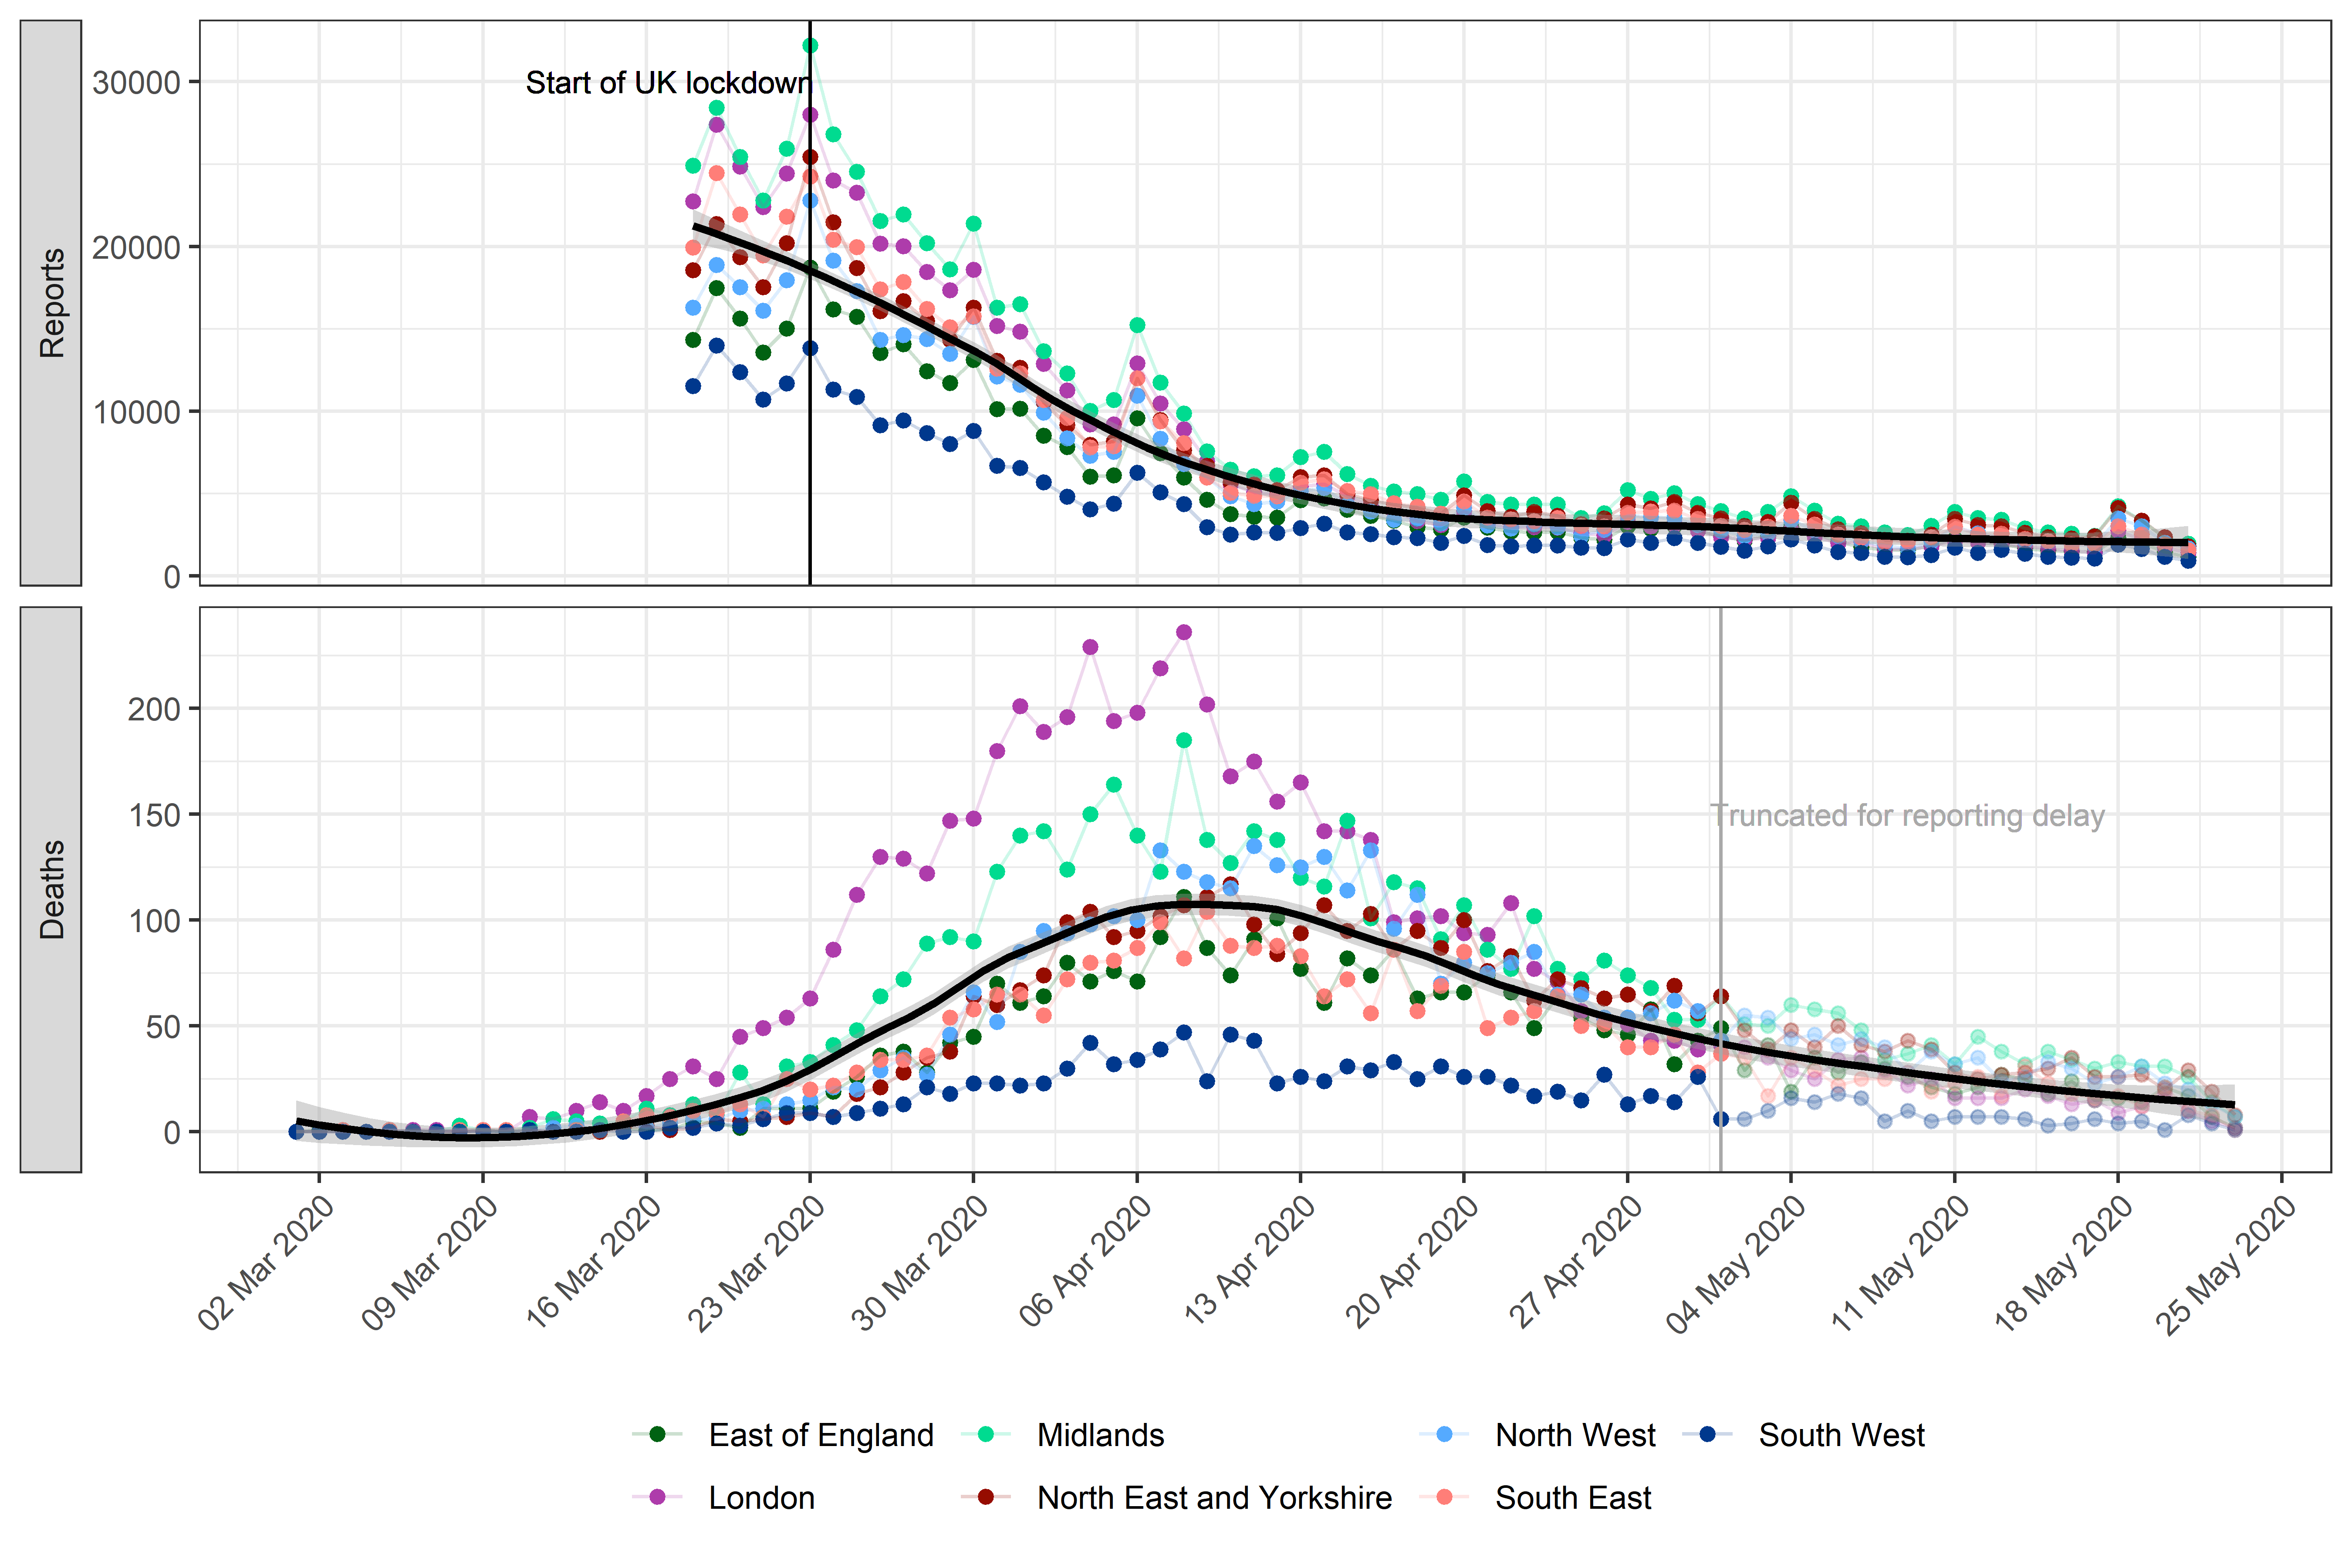 Reports
30000
20000
10000
0
Start of UK lockdown
Deaths
200
150
100
50
0
Truncated for reporting delay
02 Mar 2020
09 Mar 2020
16 Mar 2020
23 Mar 2020
30 Mar 2020
06 Apr 2020
13 Apr 2020
20 Apr 2020
27 Apr 2020
04 May 2020
11 May 2020
18 May 2020
25 May 2020
East of England Midlands North West South West
London North East and Yorkshire South East